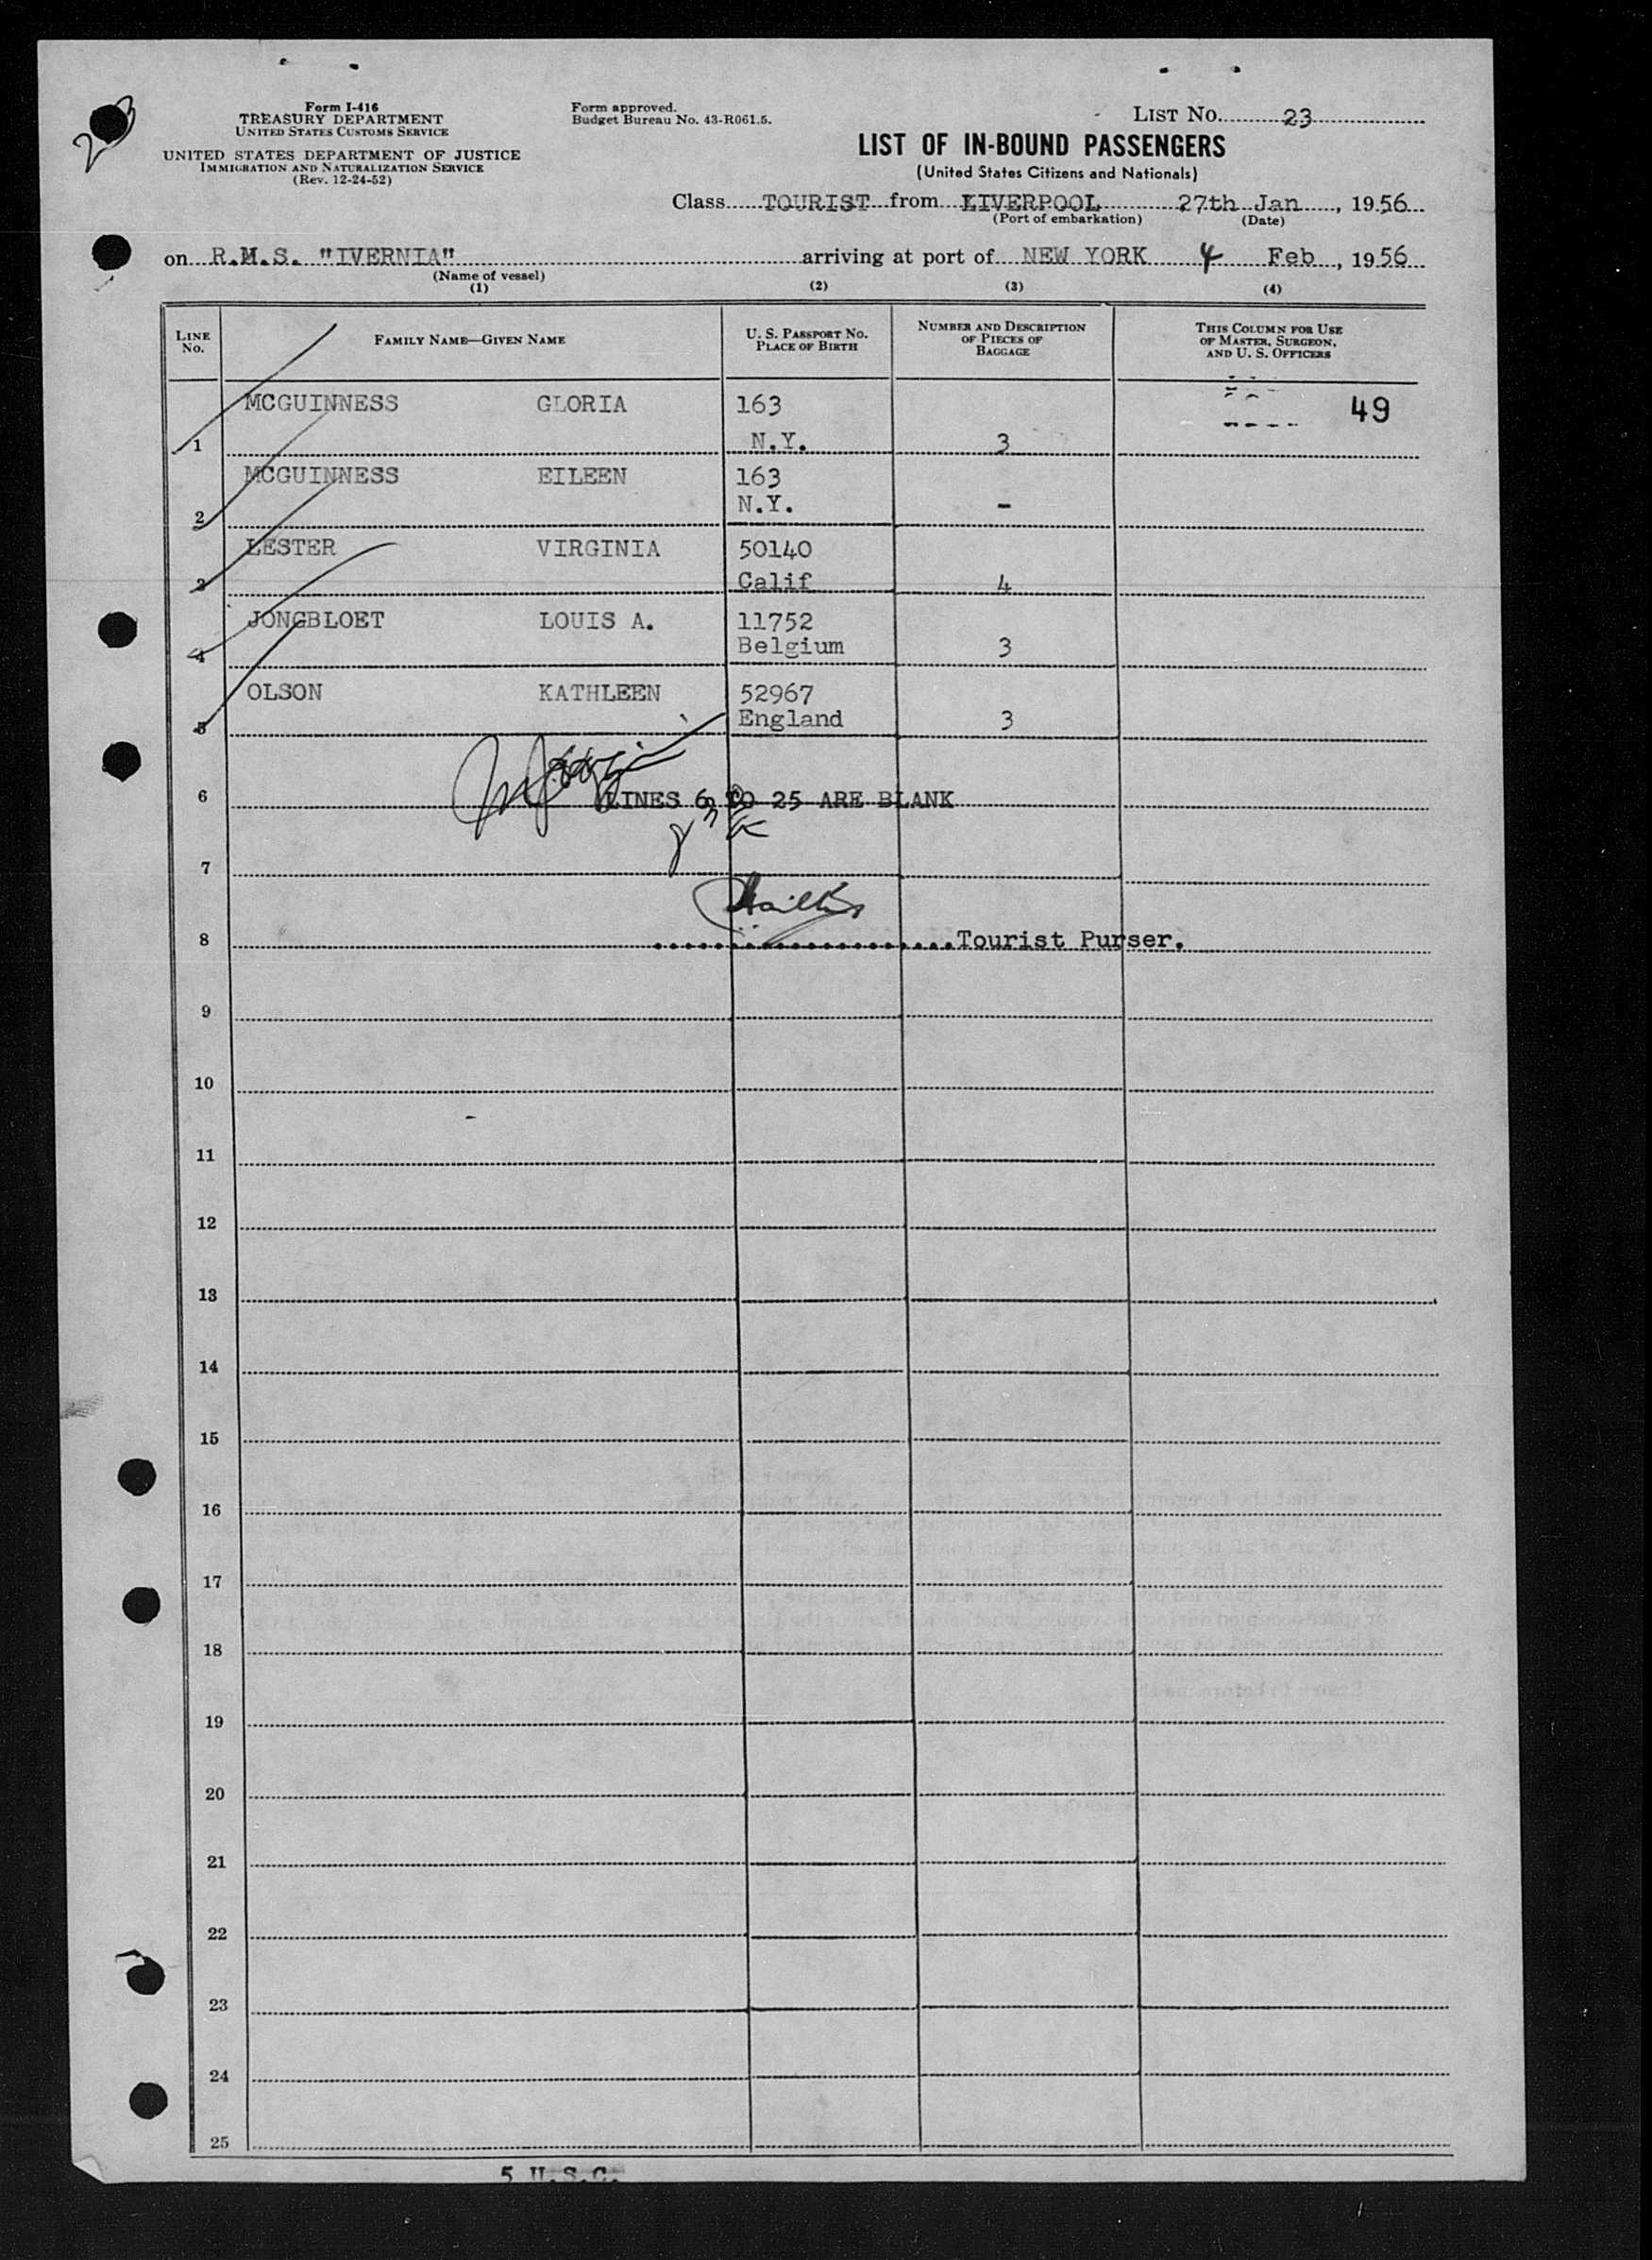 23
Form I-416
TREASURY DEPARTMENT
UNITED STATES CUSTOMS SERVICE
UNITED STATES DEPARTMENT OF JUSTICE
IMMIGRATION AND NATURALIZATION SERVICE
(Rev. 12-24-52)
Form approved.
Budget Bureau No. 43-R061.5.
LIST No. 23
LIST OF IN-BOUND PASSENGERS
(United States Citizens and Nationals)
Class TOURIST from LIVERPOOL 27th Jan, 1956
(Port of embarkation) (Date)
on R.M.S. "IVERNIA" arriving at port of NEW YORK 4 Feb, 1956
(Name of vessel)
(1) (2) (3) (4)
LINE No. FAMILY NAME—GIVEN NAME U. S. PASSPORT NO. PLACE OF BIRTH NUMBER AND DESCRIPTION OF PIECES OF BAGGAGE THIS COLUMN FOR USE OF MASTER, SURGEON, AND U. S. OFFICERS
MCGUINNESS GLORIA 163 49
1 N.Y. 3
MCGUINNESS EILEEN 163
2 N.Y. -
LESTER VIRGINIA 50140
3 Calif 4
JONGBLOET LOUIS A. 11752
4 Belgium 3
OLSON KATHLEEN 52967
5 England 3
6 LINES 6 TO 25 ARE BLANK
7
8 Tourist Purser.
9
10
11
12
13
14
15
16
17
18
19
20
21
22
23
24
25
5 U.S.C.